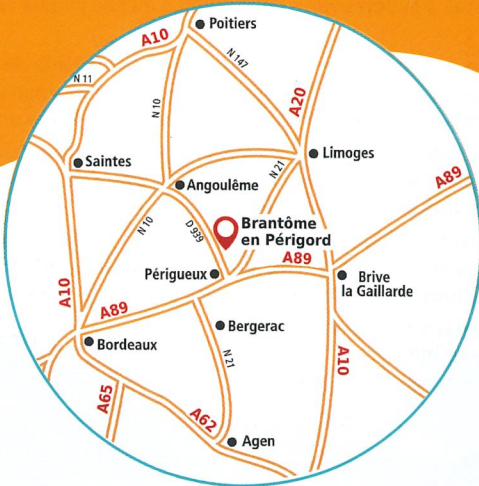 Poitiers
A10
N 11
N 147
N 10
A20
Saintes
Limoges
A89
Angoulême
N 21
N 10
D 939
Brantôme
en Périgord
A89
Périgueux
Brive
la Gaillarde
A10
A89
Bergerac
Bordeaux
A10
N 21
A65
A62
Agen